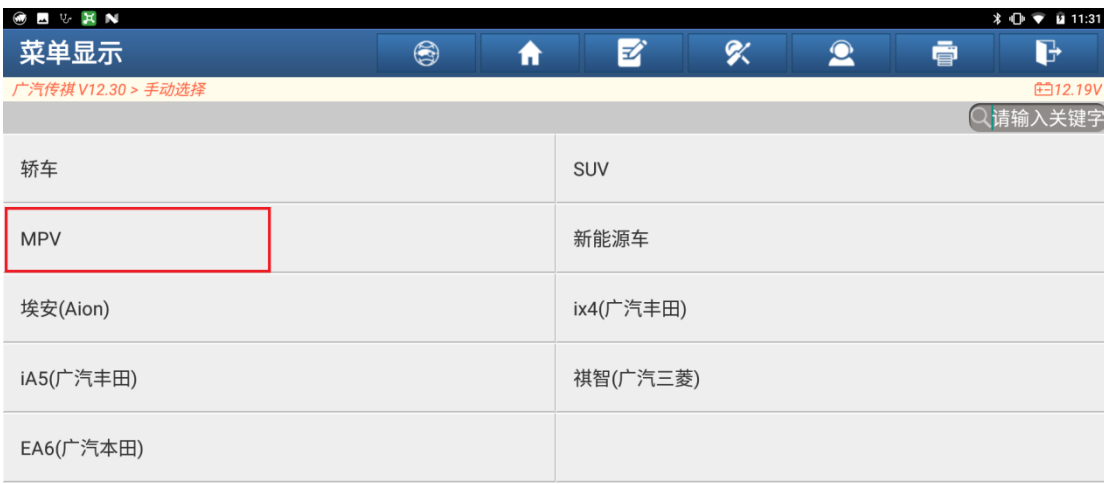 11:31
菜单显示
广汽传祺 V12.30 > 手动选择
12.19V
请输入关键字
轿车
SUV
MPV
新能源车
埃安(Aion)
ix4(广汽丰田)
iA5(广汽丰田)
祺智(广汽三菱)
EA6(广汽本田)